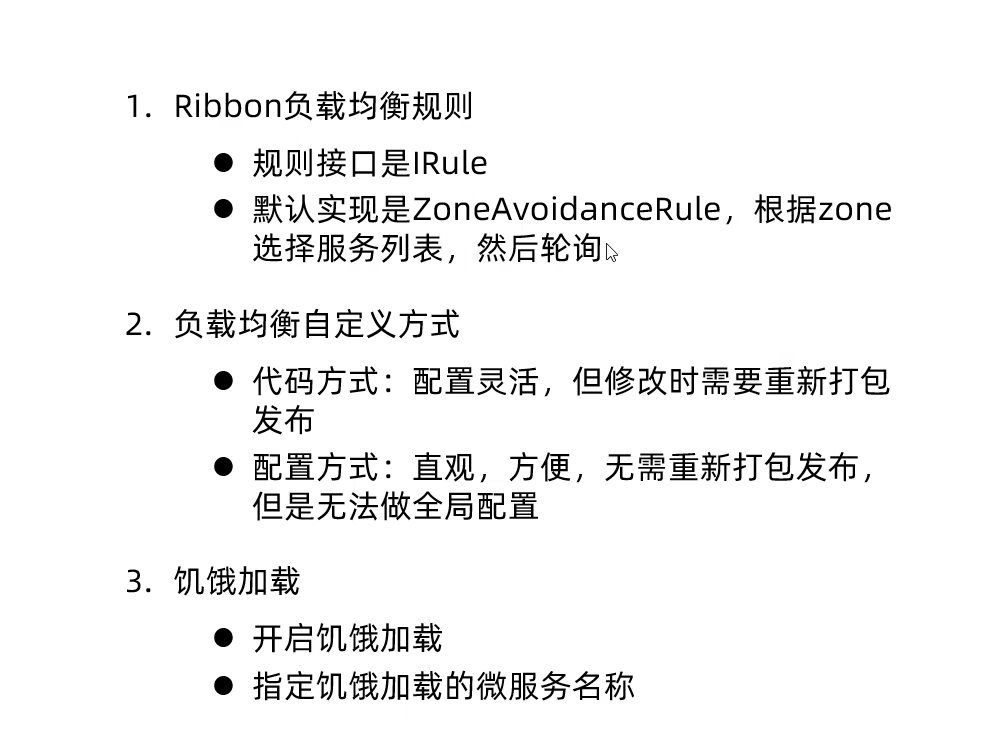 1. Ribbon负载均衡规则
● 规则接口是IRule
● 默认实现是ZoneAvoidanceRule，根据zone
选择服务列表，然后轮询
2. 负载均衡自定义方式
● 代码方式：配置灵活，但修改时需要重新打包
发布
● 配置方式：直观，方便，无需重新打包发布，
但是无法做全局配置
3. 饥饿加载
● 开启饥饿加载
● 指定饥饿加载的微服务名称